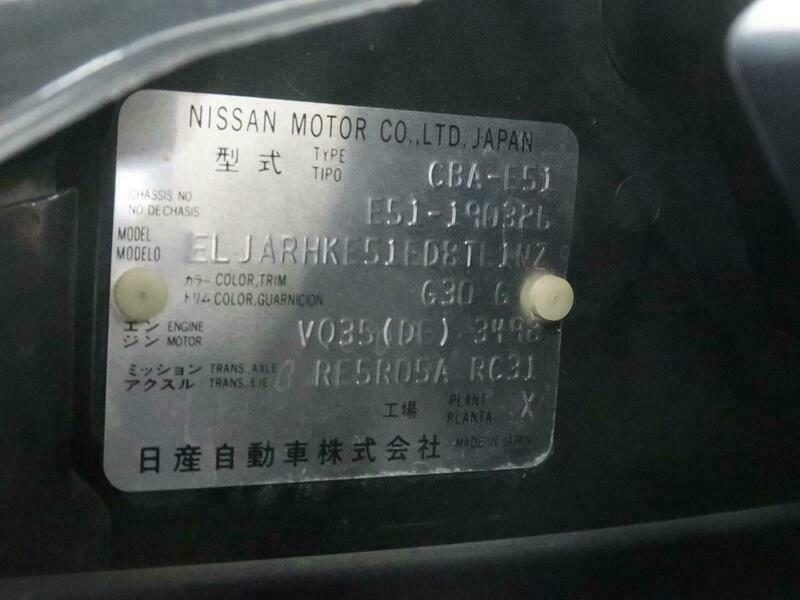 NISSAN MOTOR CO.,LTD. JAPAN
型式 TYPE TIPO CBA-E51
CHASSIS NO NO DE CHASIS E51-190326
MODEL MODELO ELJARHKE51ED8TE1NZ
カラー COLOR,TRIM トリム COLOR,GUARNICION G30 G
エンジン ENGINE MOTOR VQ35(DE) 3498
ミッション TRANS.,AXLE アクスル TRANS.,EJE RE5R05A RC31
工場 PLANT PLANTA X
日産自動車株式会社 MADE IN JAPAN